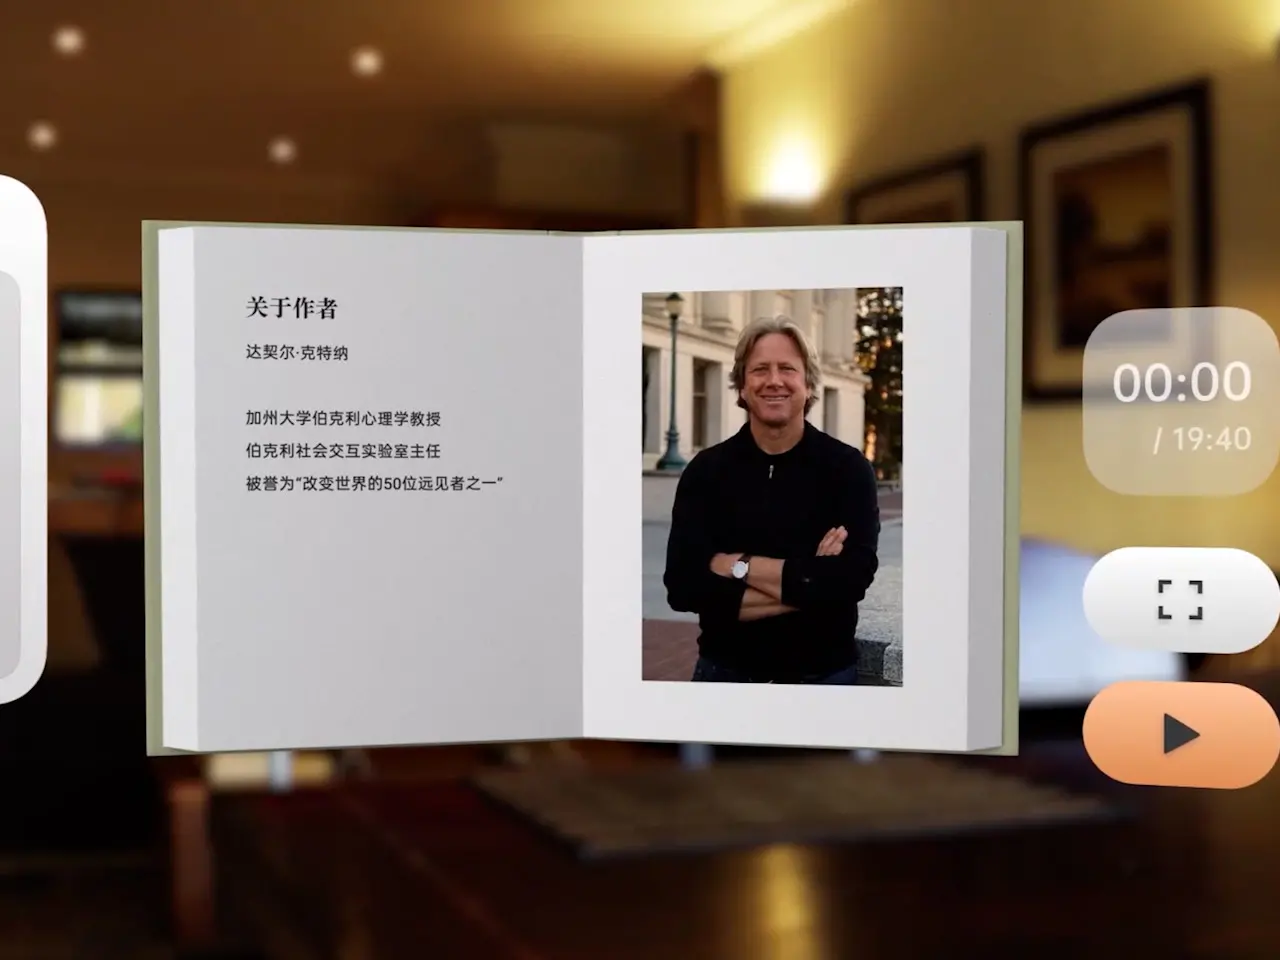 关于作者
达契尔·克特纳
加州大学伯克利心理学教授
伯克利社会交互实验室主任
被誉为“改变世界的50位远见者之一”
00:00
/ 19:40